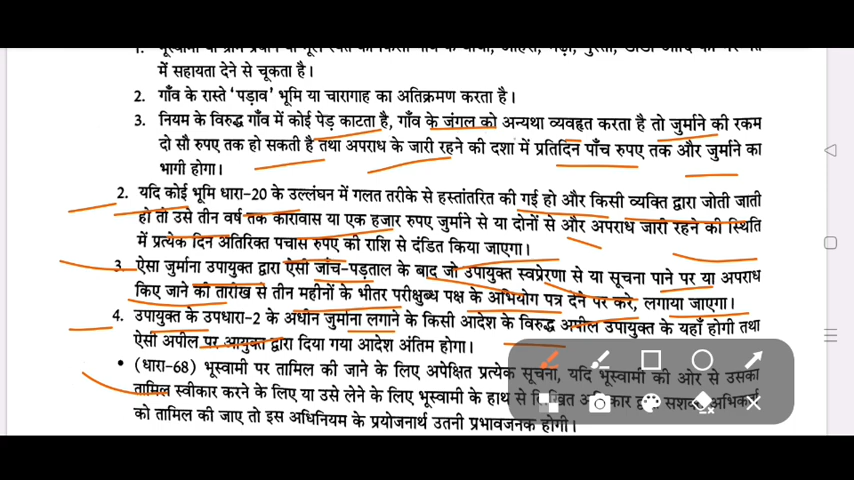 में सहायता देने से चूकता है।
2. गाँव के रास्ते ‘पड़ाव’ भूमि या चारागाह का अतिक्रमण करता है।
3. नियम के विरुद्ध गाँव में कोई पेड़ काटता है, गाँव के जंगल को अन्यथा व्यवहृत करता है तो जुर्माने की रकम
दो सौ रुपए तक हो सकती है तथा अपराध के जारी रहने की दशा में प्रतिदिन पाँच रुपए तक और जुर्माने का
भागी होगा।
2. यदि कोई भूमि धारा-20 के उल्लंघन में गलत तरीके से हस्तांतरित की गई हो और किसी व्यक्ति द्वारा जोती जाती
हो तो उसे तीन वर्ष तक कारावास या एक हजार रुपए जुर्माने से या दोनों से और अपराध जारी रहने की स्थिति
में प्रत्येक दिन अतिरिक्त पचास रुपए की राशि से दंडित किया जाएगा।
3. ऐसा जुर्माना उपायुक्त द्वारा ऐसी जाँच-पड़ताल के बाद जो उपायुक्त स्वप्रेरणा से या सूचना पाने पर या अपराध
किए जाने की तारीख से तीन महीनों के भीतर परीक्षुब्ध पक्ष के अभियोग पत्र देने पर करे, लगाया जाएगा।
4. उपायुक्त के उपधारा-2 के अधीन जुर्माना लगाने के किसी आदेश के विरुद्ध अपील उपायुक्त के यहाँ होगी तथा
ऐसी अपील पर आयुक्त द्वारा दिया गया आदेश अंतिम होगा।
• (धारा-68) भूस्वामी पर तामिल की जाने के लिए अपेक्षित प्रत्येक सूचना, यदि भूस्वामी की ओर से उसका
तामिल स्वीकार करने के लिए या उसे लेने के लिए भूस्वामी के हाथ से
को तामिल की जाए तो इस अधिनियम के प्रयोजनार्थ उतनी प्रभावजनक होगी।